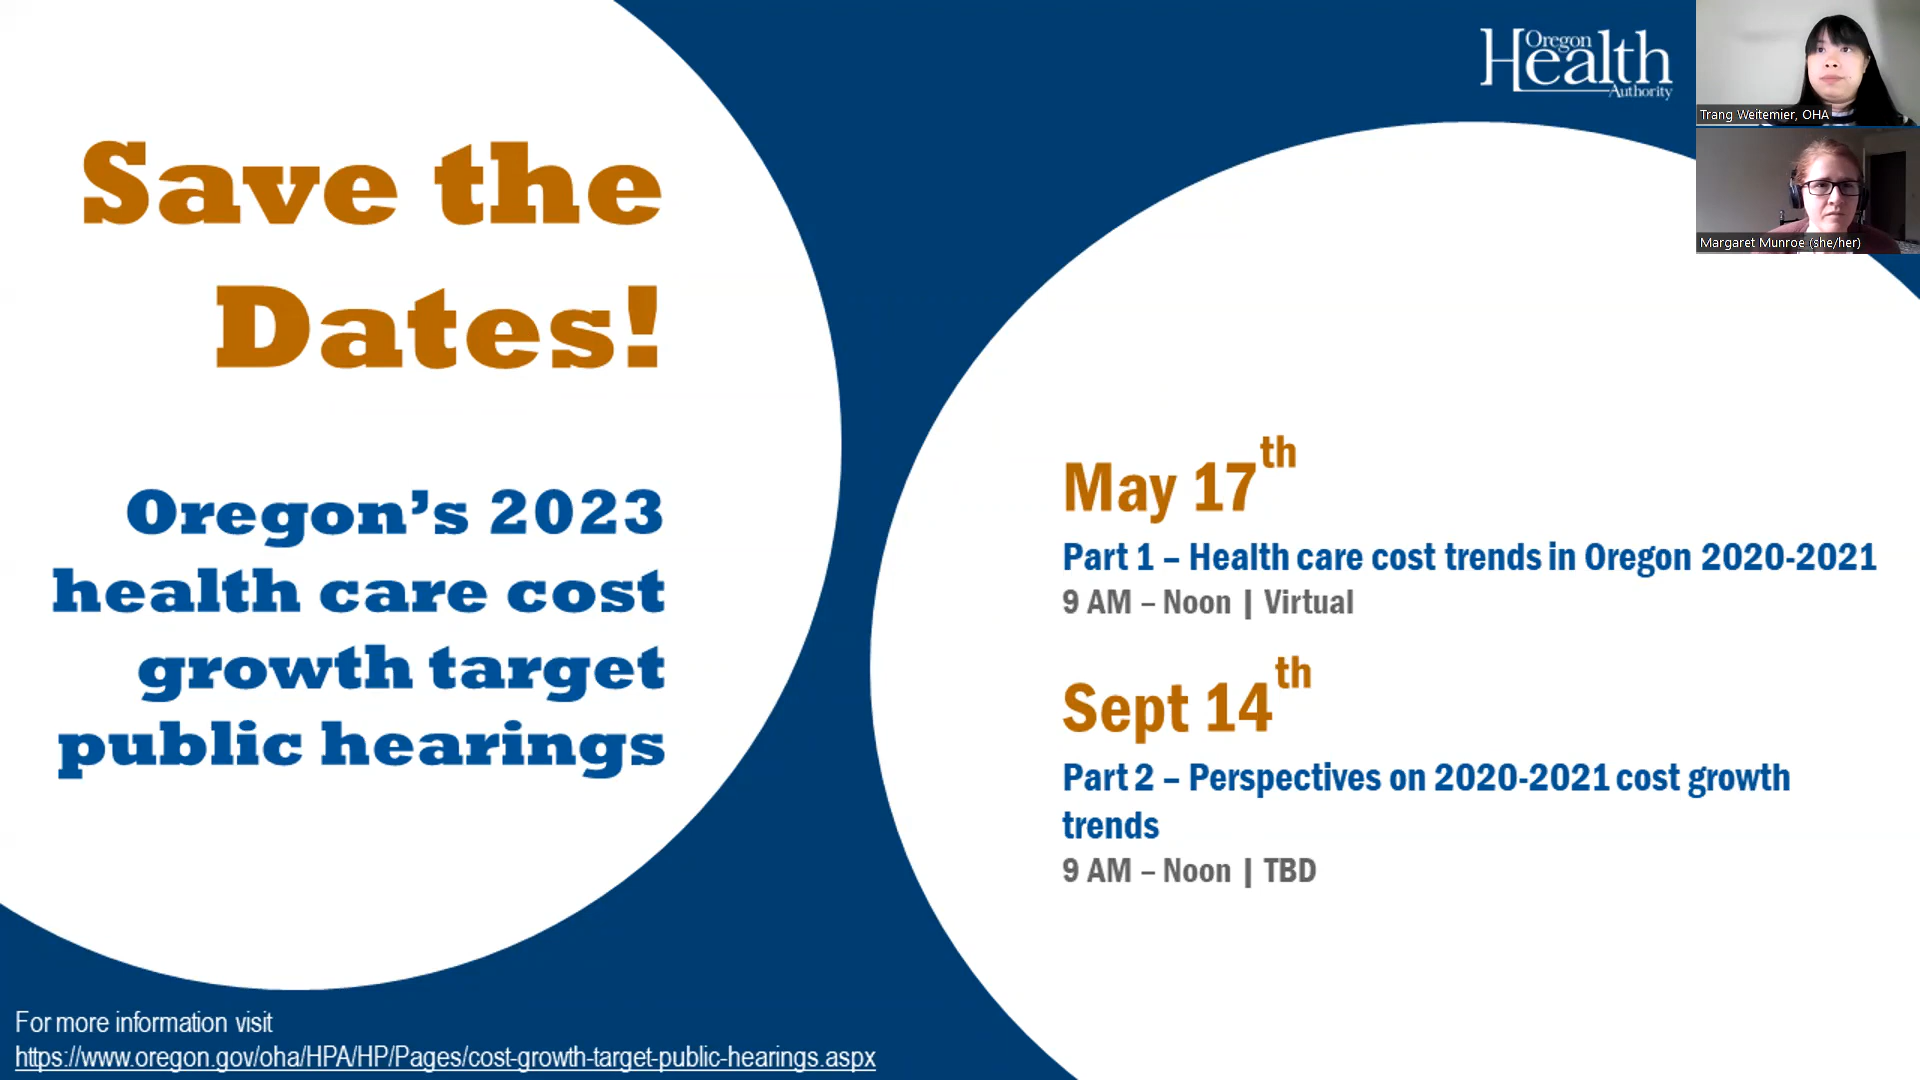 Save the
Dates!
Oregon's 2023
health care cost
growth target
public hearings
For more information visit
https://www.oregon.gov/oha/HPA/HP/Pages/cost-growth-target-public-hearings.aspx
Oregon
Health
Authority
May 17th
Part 1 – Health care cost trends in Oregon 2020-2021
9 AM – Noon | Virtual
Sept 14th
Part 2 – Perspectives on 2020-2021 cost growth
trends
9 AM – Noon | TBD
Trang Weitemier, OHA
Margaret Munroe (she/her)